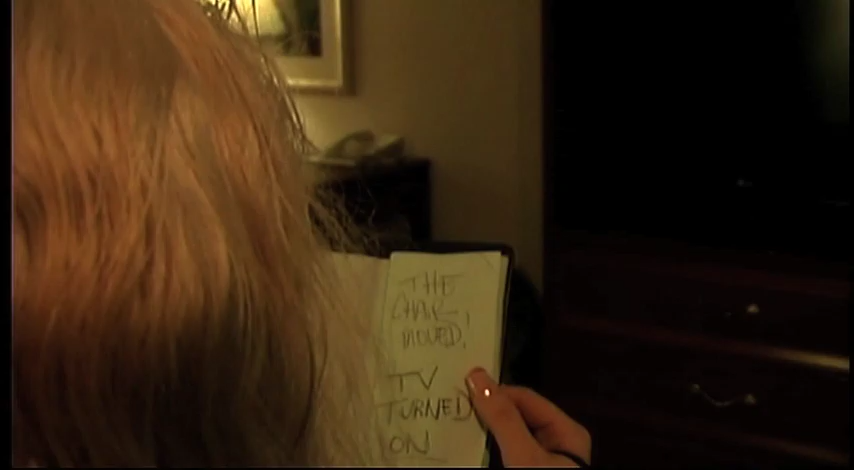 THE
CHAIR
MOVED!
TV
TURNED
ON